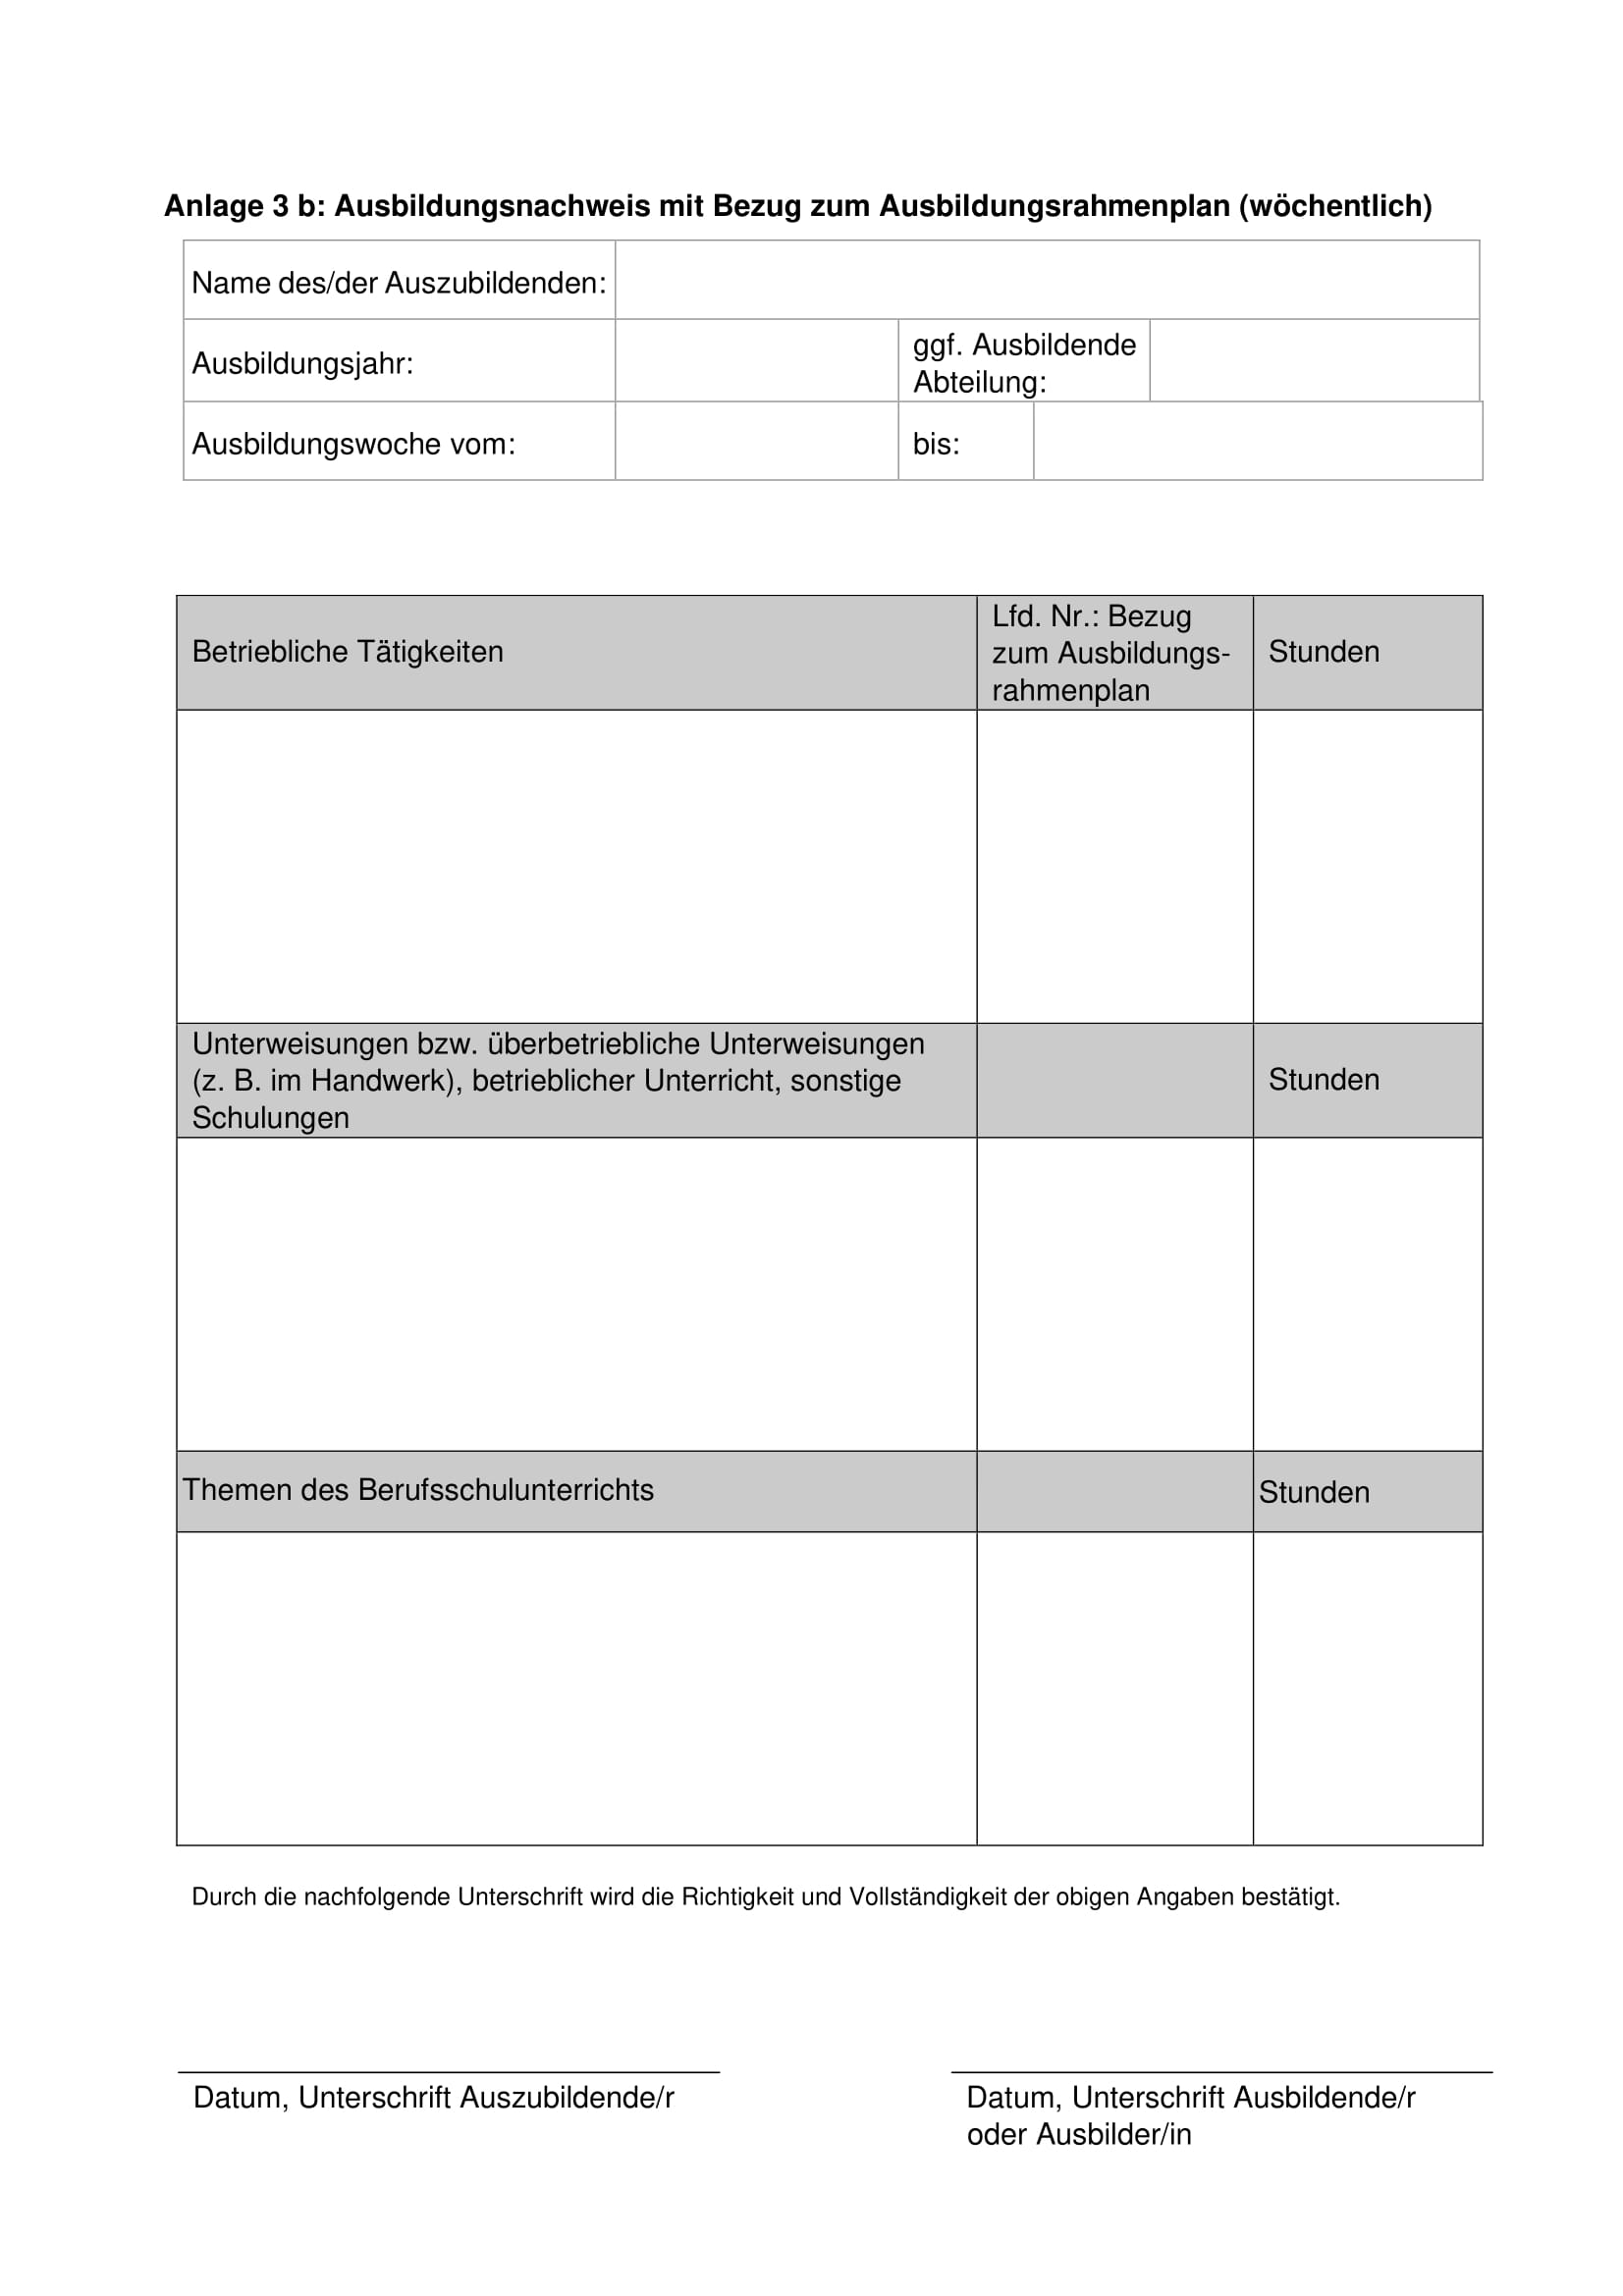 Anlage 3 b: Ausbildungsnachweis mit Bezug zum Ausbildungsrahmenplan (wöchentlich)
Name des/der Auszubildenden:
Ausbildungsjahr:
ggf. Ausbildende
Abteilung:
Ausbildungswoche vom:
bis:
Betriebliche Tätigkeiten
Lfd. Nr.: Bezug
zum Ausbildungs-
rahmenplan
Stunden
Unterweisungen bzw. überbetriebliche Unterweisungen
(z. B. im Handwerk), betrieblicher Unterricht, sonstige
Schulungen
Stunden
Themen des Berufsschulunterrichts
Stunden
Durch die nachfolgende Unterschrift wird die Richtigkeit und Vollständigkeit der obigen Angaben bestätigt.
Datum, Unterschrift Auszubildende/r
Datum, Unterschrift Ausbildende/r
oder Ausbilder/in